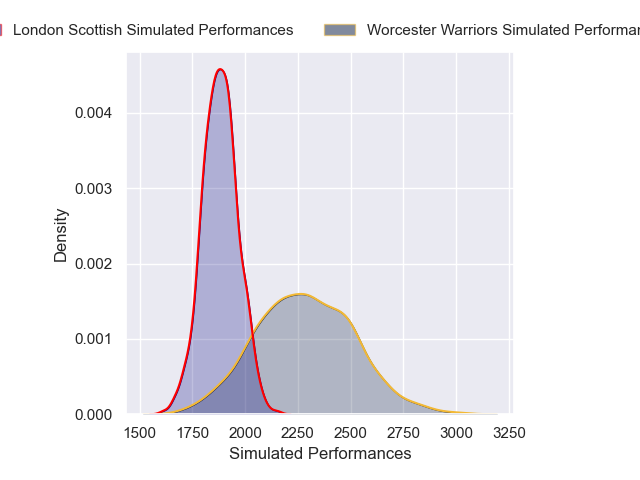 London Scottish Simulated Performances
Worcester Warriors Simulated
0.004
0.003
0.002
0.001
0.000
Density
1500 1750 2000 2250 2500 2750 3000 3250
Simulated Performances